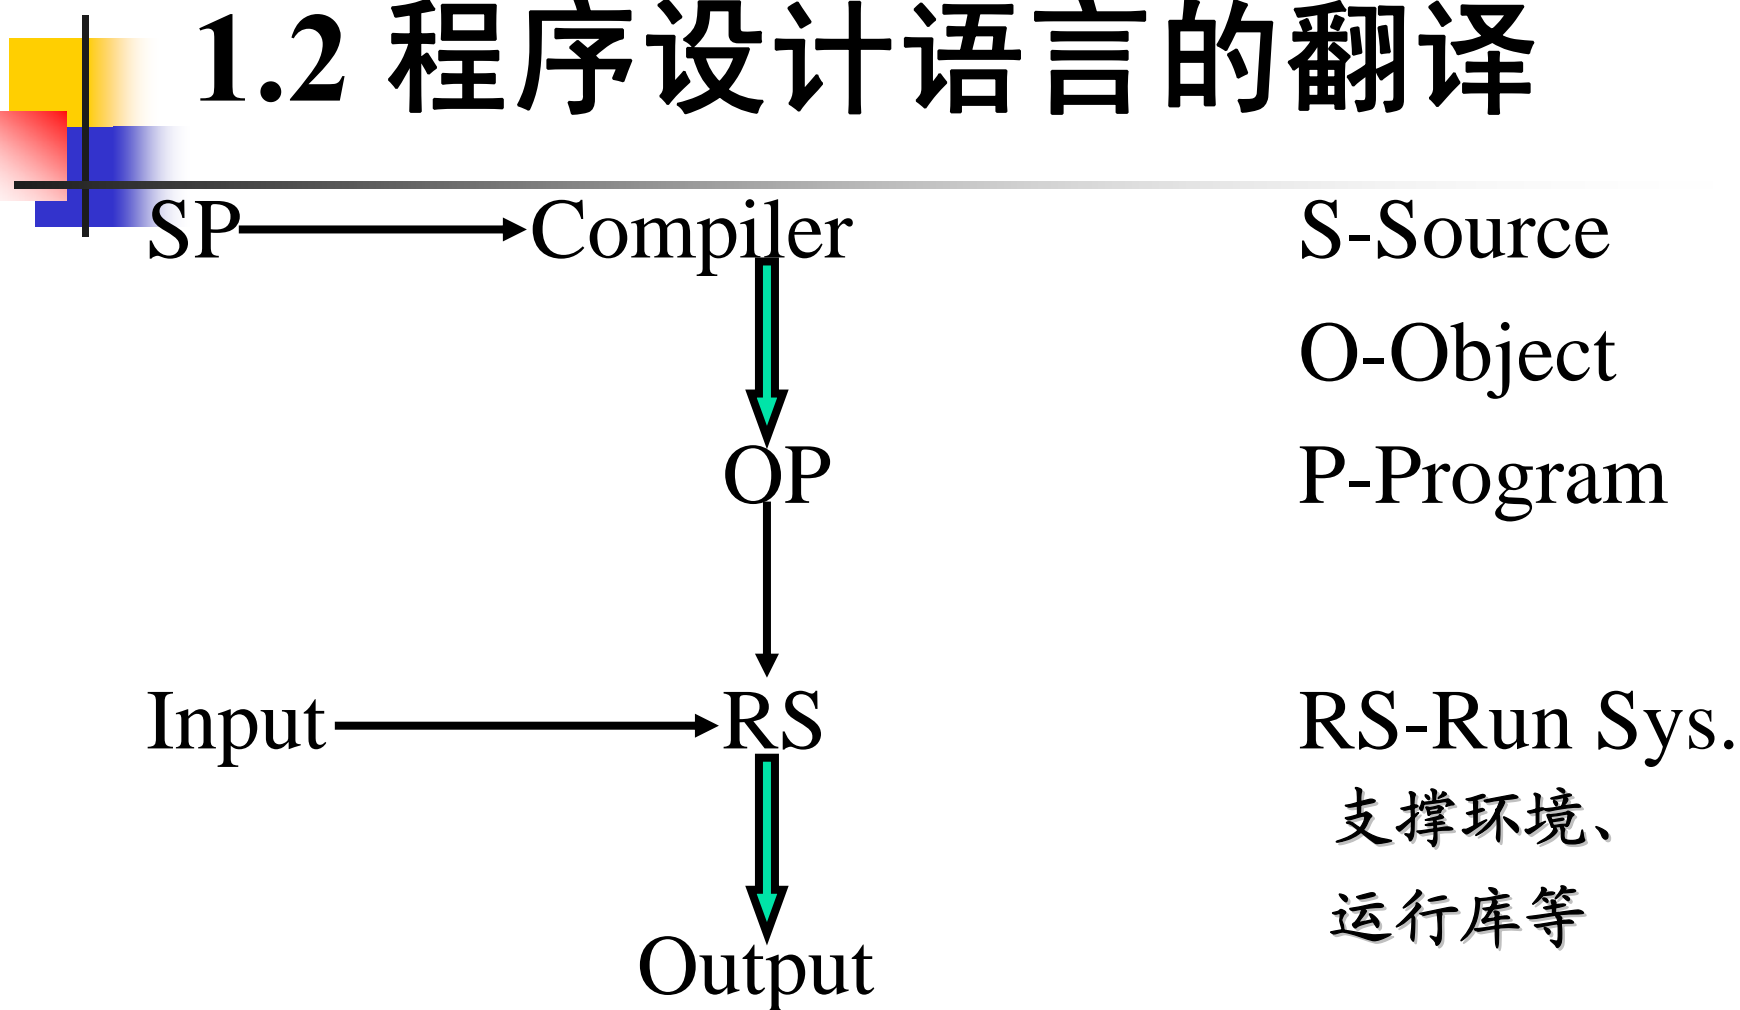 1.2 程序设计语言的翻译
SP Compiler S-Source
O-Object
OP P-Program
Input RS RS-Run Sys.
支撑环境、
运行库等
Output